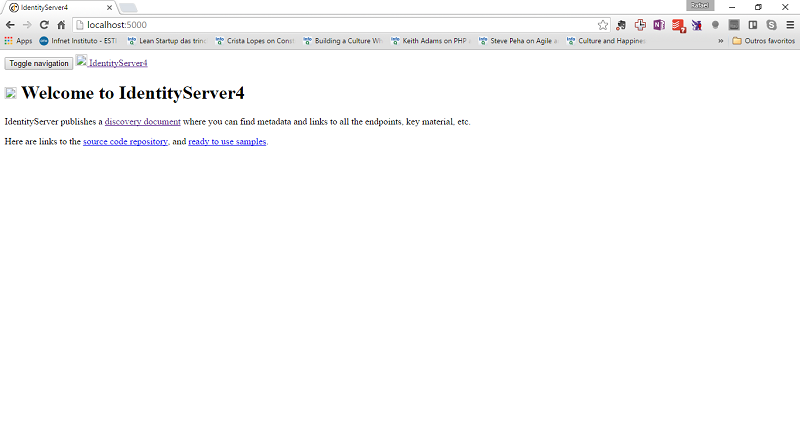 IdentityServer4
Rafael
localhost:5000
Apps
Infnet Instituto - ESTI
Lean Startup das trinc
Crista Lopes on Const
Building a Culture Wh
Keith Adams on PHP a
Steve Peha on Agile a
Culture and Happines
»
Outros favoritos
Toggle navigation
IdentityServer4
Welcome to IdentityServer4
IdentityServer publishes a discovery document where you can find metadata and links to all the endpoints, key material, etc.
Here are links to the source code repository, and ready to use samples.